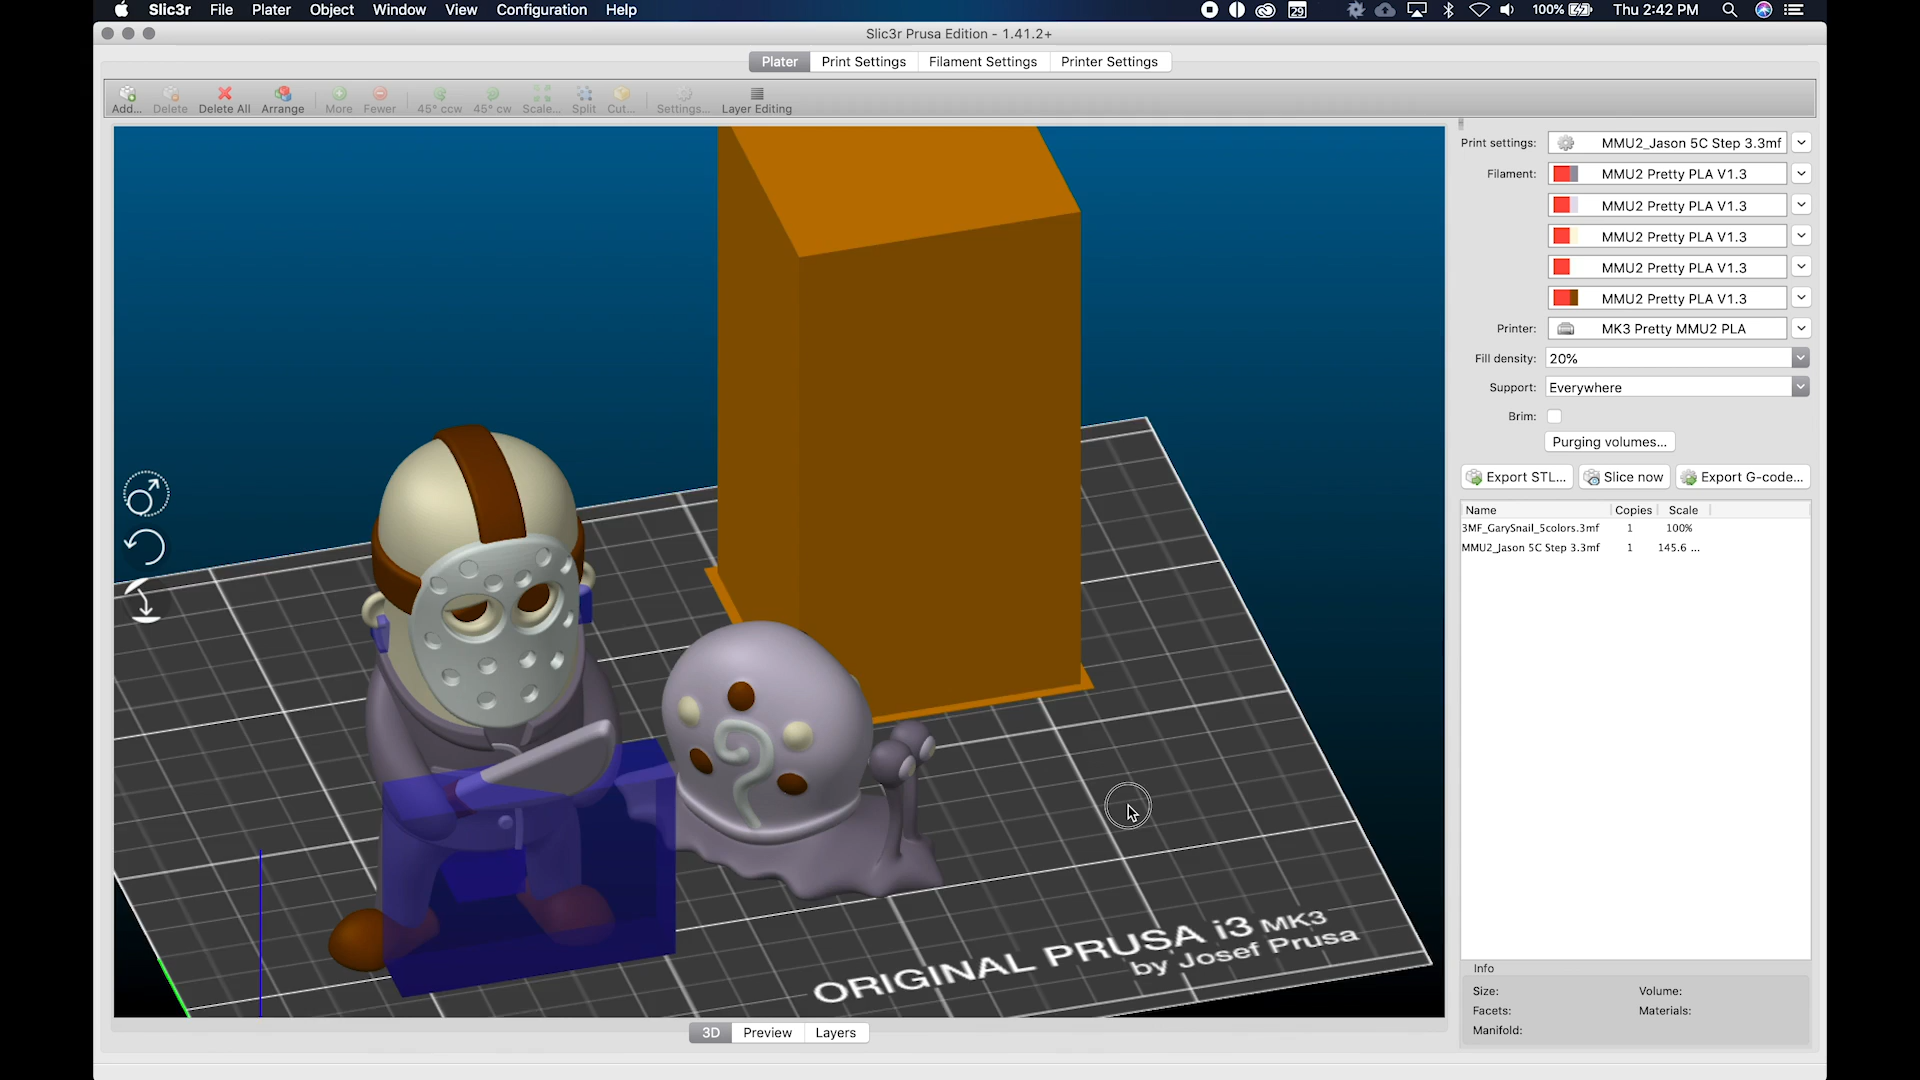 Slic3r File Plater Object Window View Configuration Help 29 100% Thu 2:42 PM
Slic3r Prusa Edition - 1.41.2+
Plater Print Settings Filament Settings Printer Settings
Add... Delete Delete All Arrange More Fewer 45° ccw 45° cw Scale... Split Cut... Settings... Layer Editing
Print settings: MMU2_Jason 5C Step 3.3mf
Filament: MMU2 Pretty PLA V1.3
MMU2 Pretty PLA V1.3
MMU2 Pretty PLA V1.3
MMU2 Pretty PLA V1.3
MMU2 Pretty PLA V1.3
Printer: MK3 Pretty MMU2 PLA
Fill density: 20%
Support: Everywhere
Brim:
Purging volumes...
Export STL... Slice now Export G-code...
Name Copies Scale
3MF_GarySnail_5colors.3mf 1 100%
MMU2_Jason 5C Step 3.3mf 1 145.6 ...
ORIGINAL PRUSA i3 MK3
by Josef Prusa
Info
Size: Volume:
Facets: Materials:
Manifold:
3D Preview Layers